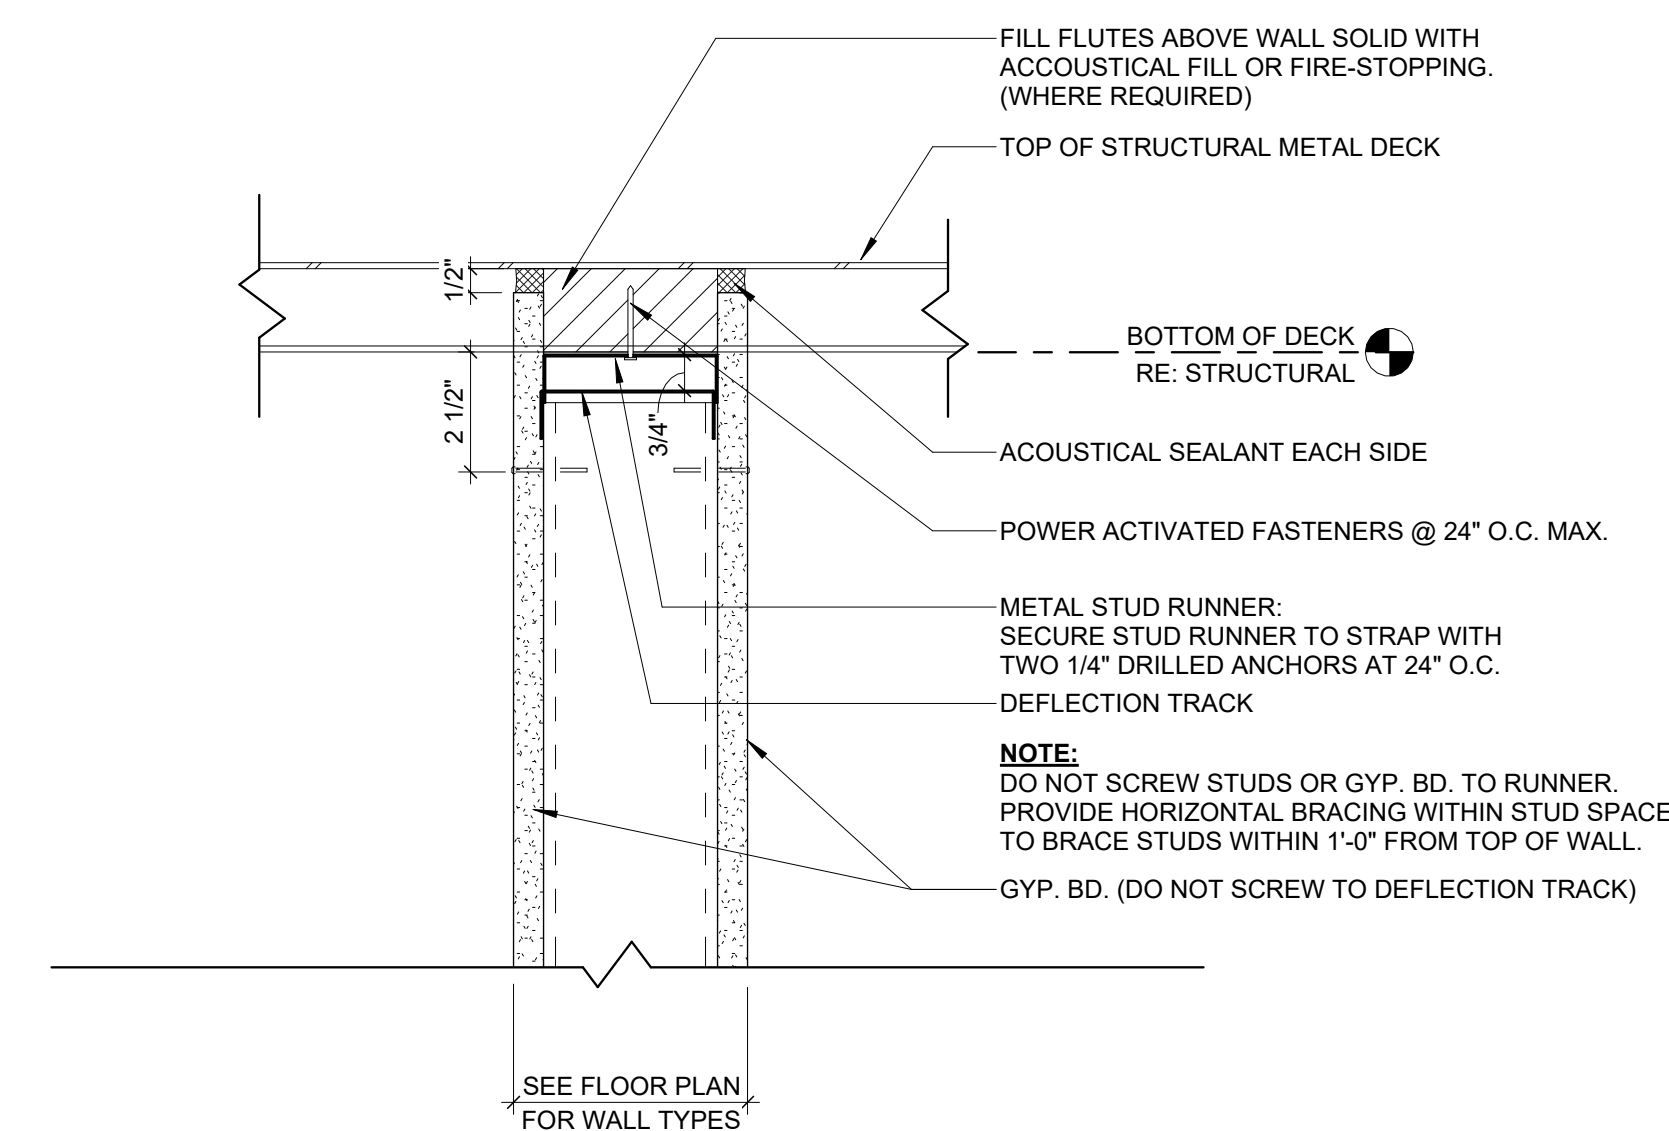 FILL FLUTES ABOVE WALL SOLID WITH
ACCOUSTICAL FILL OR FIRE-STOPPING.
(WHERE REQUIRED)
TOP OF STRUCTURAL METAL DECK
1/2"
BOTTOM OF DECK
RE: STRUCTURAL
2 1/2"
3/4"
ACOUSTICAL SEALANT EACH SIDE
POWER ACTIVATED FASTENERS @ 24" O.C. MAX.
METAL STUD RUNNER:
SECURE STUD RUNNER TO STRAP WITH
TWO 1/4" DRILLED ANCHORS AT 24" O.C.
DEFLECTION TRACK
NOTE:
DO NOT SCREW STUDS OR GYP. BD. TO RUNNER.
PROVIDE HORIZONTAL BRACING WITHIN STUD SPACE
TO BRACE STUDS WITHIN 1'-0" FROM TOP OF WALL.
GYP. BD. (DO NOT SCREW TO DEFLECTION TRACK)
SEE FLOOR PLAN
FOR WALL TYPES